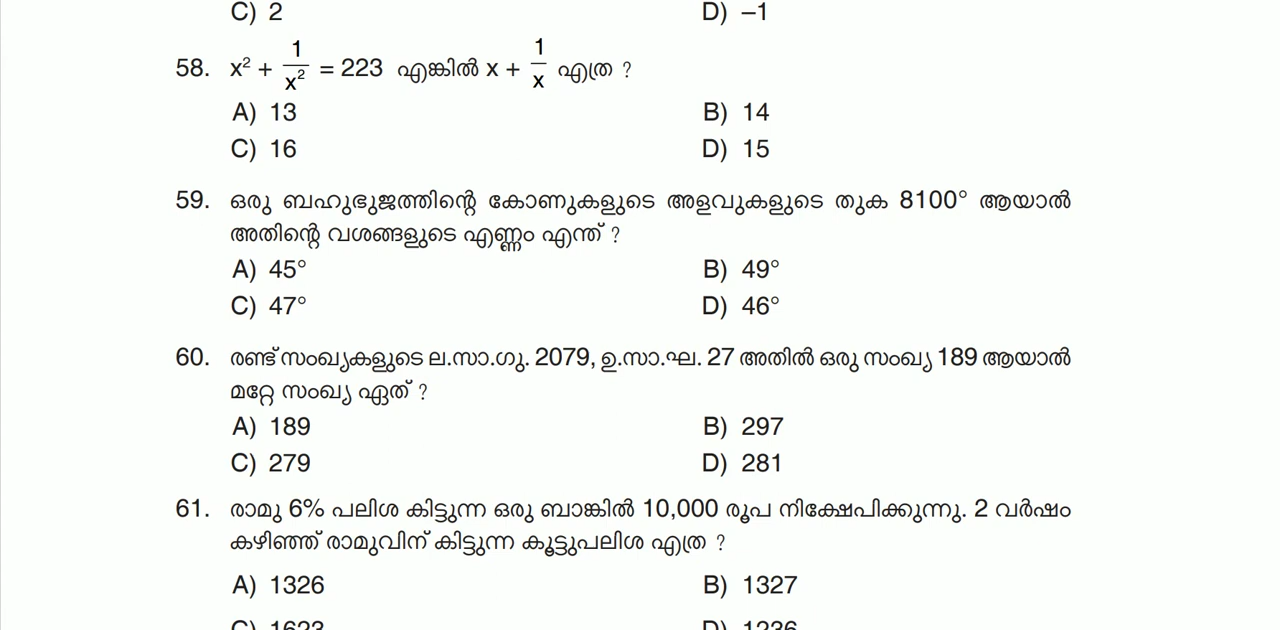 C) 2 D) –1
58. x² + 1/x² = 223 എങ്കിൽ x + 1/x എത്ര ?
A) 13 B) 14
C) 16 D) 15
59. ഒരു ബഹുഭുജത്തിന്റെ കോണുകളുടെ അളവുകളുടെ തുക 8100° ആയാൽ
അതിന്റെ വശങ്ങളുടെ എണ്ണം എന്ത് ?
A) 45° B) 49°
C) 47° D) 46°
60. രണ്ട് സംഖ്യകളുടെ ല.സാ.ഗു. 2079, ഉ.സാ.ഘ. 27 അതിൽ ഒരു സംഖ്യ 189 ആയാൽ
മറ്റേ സംഖ്യ ഏത് ?
A) 189 B) 297
C) 279 D) 281
61. രാമു 6% പലിശ കിട്ടുന്ന ഒരു ബാങ്കിൽ 10,000 രൂപ നിക്ഷേപിക്കുന്നു. 2 വർഷം
കഴിഞ്ഞ് രാമുവിന് കിട്ടുന്ന കൂട്ടുപലിശ എത്ര ?
A) 1326 B) 1327
C) 1623 D) 1236